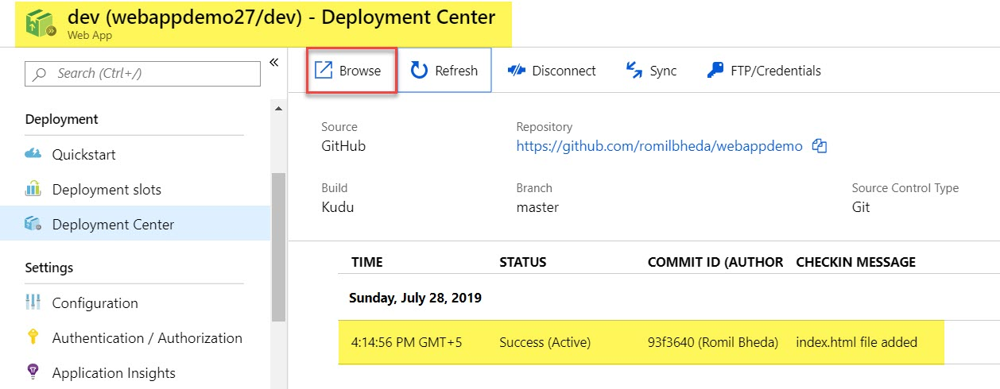 dev (webappdemo27/dev) - Deployment Center
Web App
Search (Ctrl+/)
«
Browse
Refresh
Disconnect
Sync
FTP/Credentials
Deployment
Quickstart
Deployment slots
Deployment Center
Settings
Configuration
Authentication / Authorization
Application Insights
Source
GitHub
Repository
https://github.com/romilbheda/webappdemo
Build
Kudu
Branch
master
Source Control Type
Git
TIME STATUS COMMIT ID (AUTHOR CHECKIN MESSAGE
Sunday, July 28, 2019
4:14:56 PM GMT+5 Success (Active) 93f3640 (Romil Bheda) index.html file added